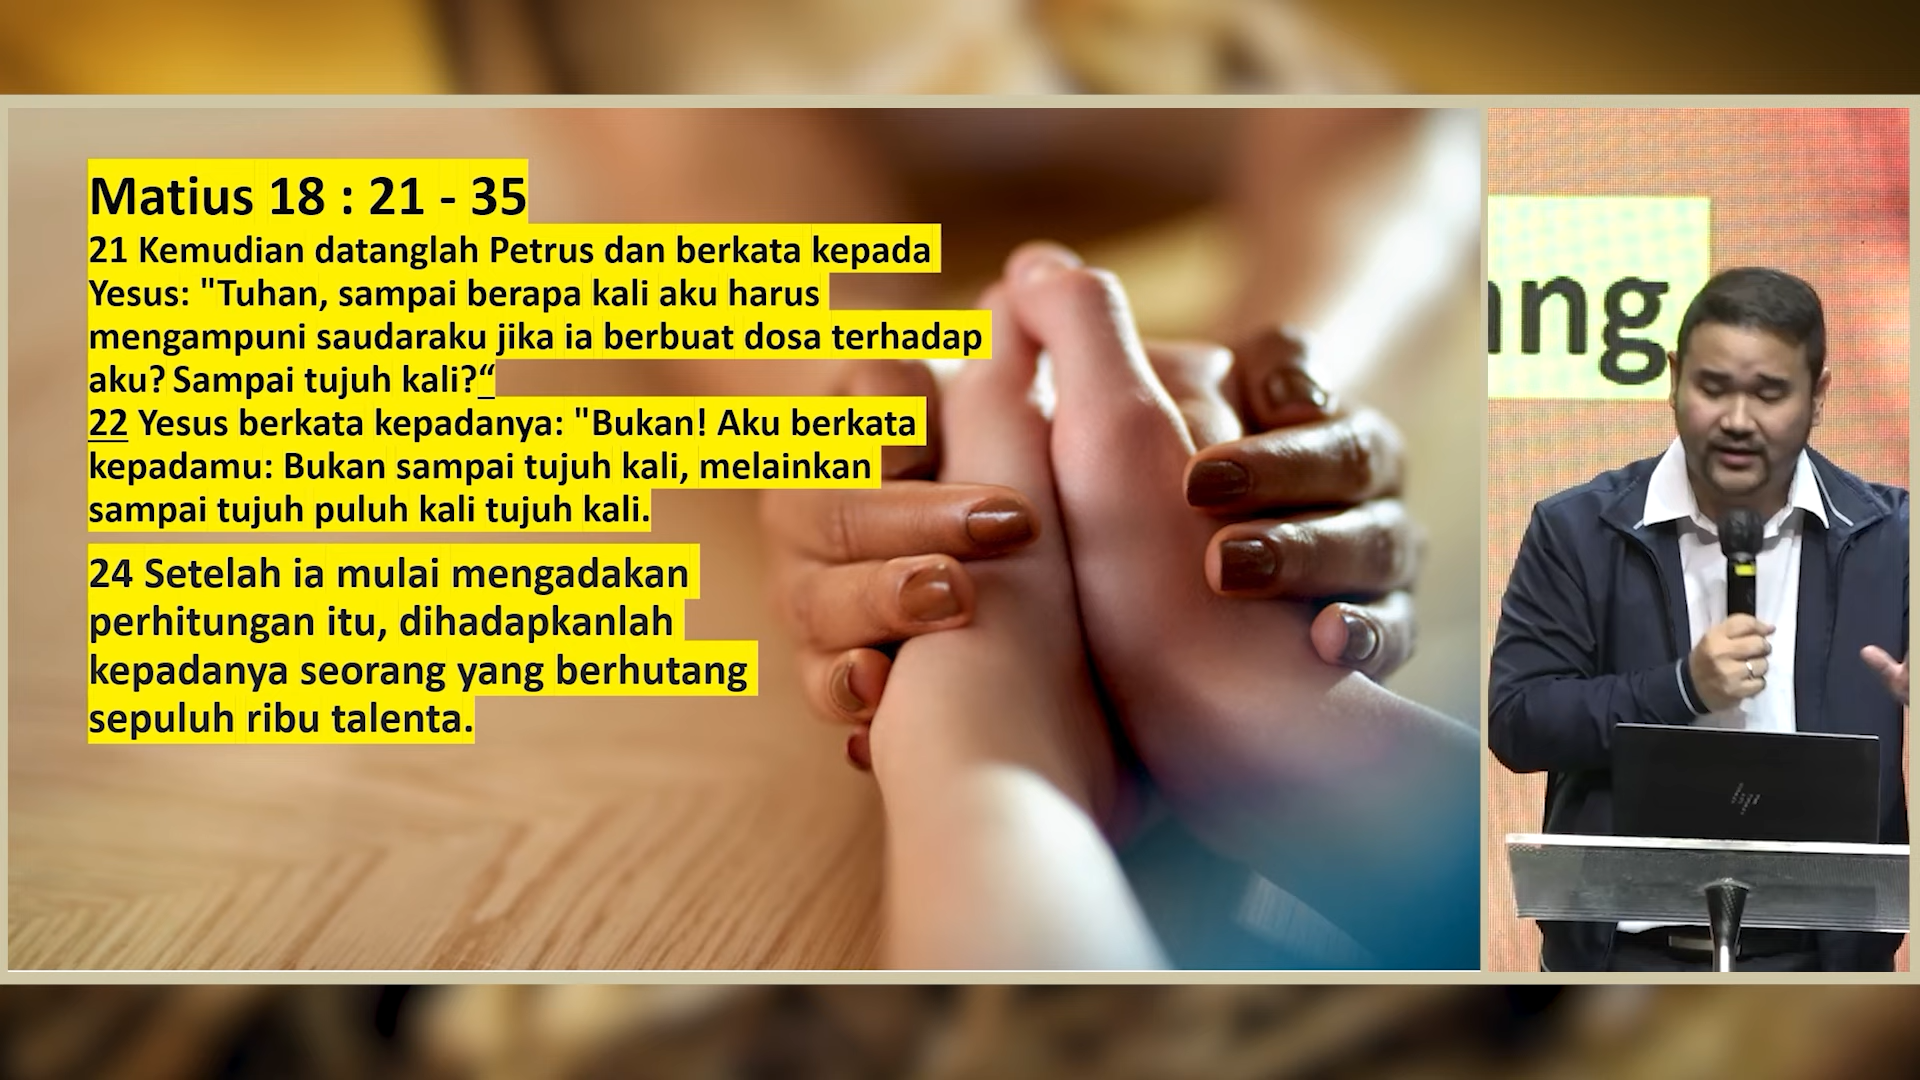 Matius 18 : 21 - 35
21 Kemudian datanglah Petrus dan berkata kepada
Yesus: "Tuhan, sampai berapa kali aku harus
mengampuni saudaraku jika ia berbuat dosa terhadap
aku? Sampai tujuh kali?“
22 Yesus berkata kepadanya: "Bukan! Aku berkata
kepadamu: Bukan sampai tujuh kali, melainkan
sampai tujuh puluh kali tujuh kali.
24 Setelah ia mulai mengadakan
perhitungan itu, dihadapkanlah
kepadanya seorang yang berhutang
sepuluh ribu talenta.
ang